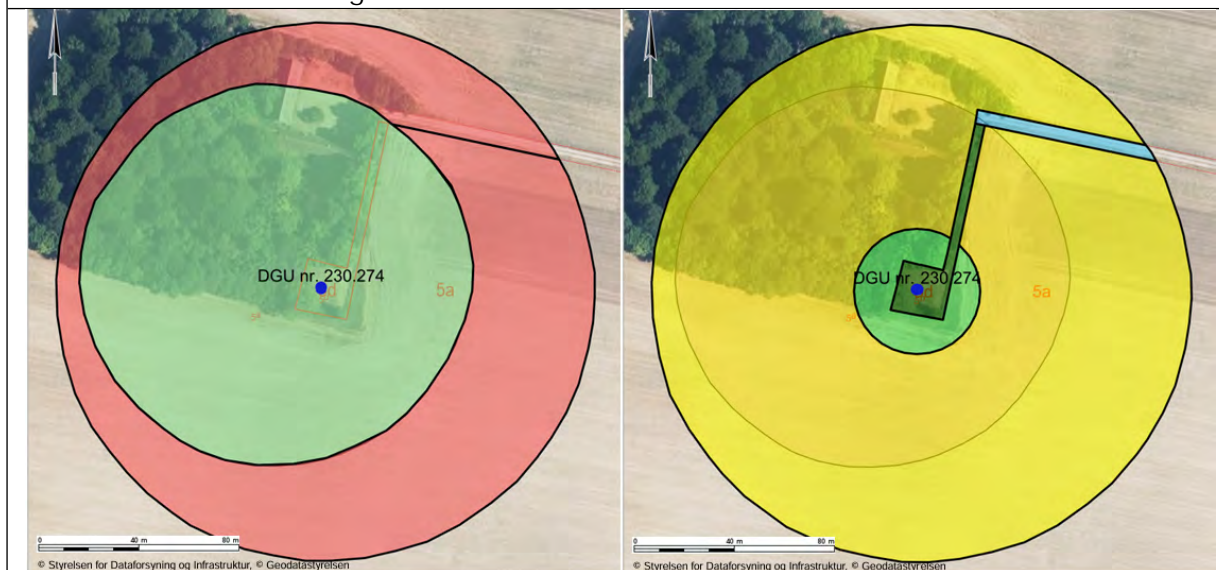 DGU nr. 230.274
5a
0 40 m 80 m
© Styrelsen for Dataforsyning og Infrastruktur, © Geodatastyrelsen
DGU nr. 230.274
5a
0 40 m 80 m
© Styrelsen for Dataforsyning og Infrastruktur, © Geodatastyrelsen